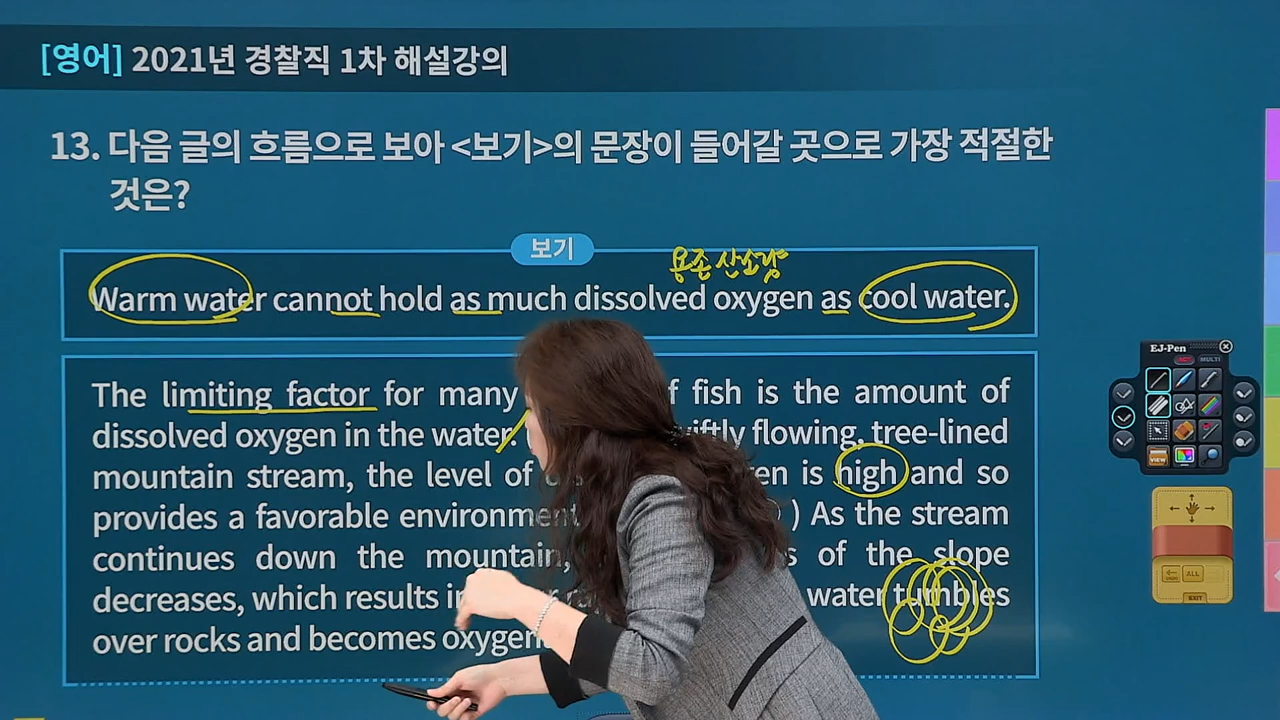 [영어] 2021년 경찰직 1차 해설강의
13. 다음 글의 흐름으로 보아 <보기>의 문장이 들어갈 곳으로 가장 적절한
것은?
보기
용존 산소량
Warm water cannot hold as much dissolved oxygen as cool water.
The limiting factor for many f fish is the amount of
dissolved oxygen in the water. swiftly flowing, tree-lined
mountain stream, the level of en is high and so
provides a favorable environment ) As the stream
continues down the mountain, s of the slope
decreases, which results in water tumbles
over rocks and becomes oxygen
EJ-Pen
ACT MULTI
VIEW
ALL
EXIT